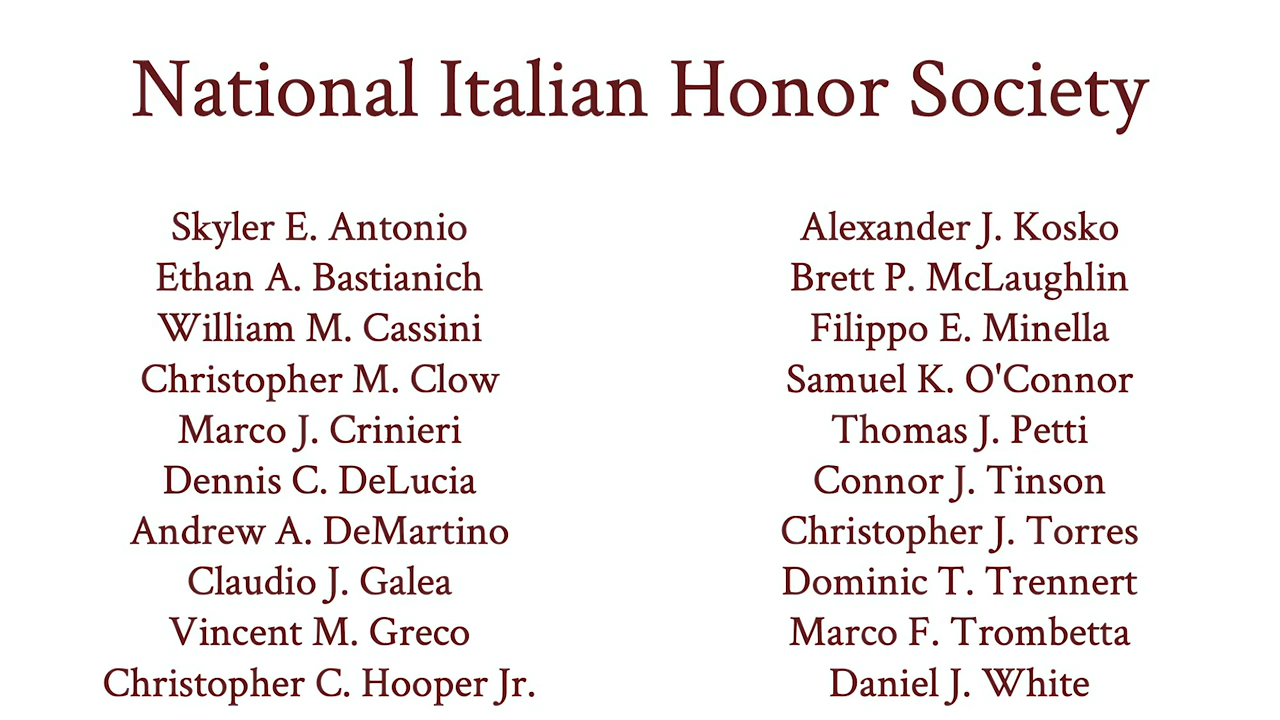 National Italian Honor Society
Skyler E. Antonio
Ethan A. Bastianich
William M. Cassini
Christopher M. Clow
Marco J. Crinieri
Dennis C. DeLucia
Andrew A. DeMartino
Claudio J. Galea
Vincent M. Greco
Christopher C. Hooper Jr.
Alexander J. Kosko
Brett P. McLaughlin
Filippo E. Minella
Samuel K. O'Connor
Thomas J. Petti
Connor J. Tinson
Christopher J. Torres
Dominic T. Trennert
Marco F. Trombetta
Daniel J. White